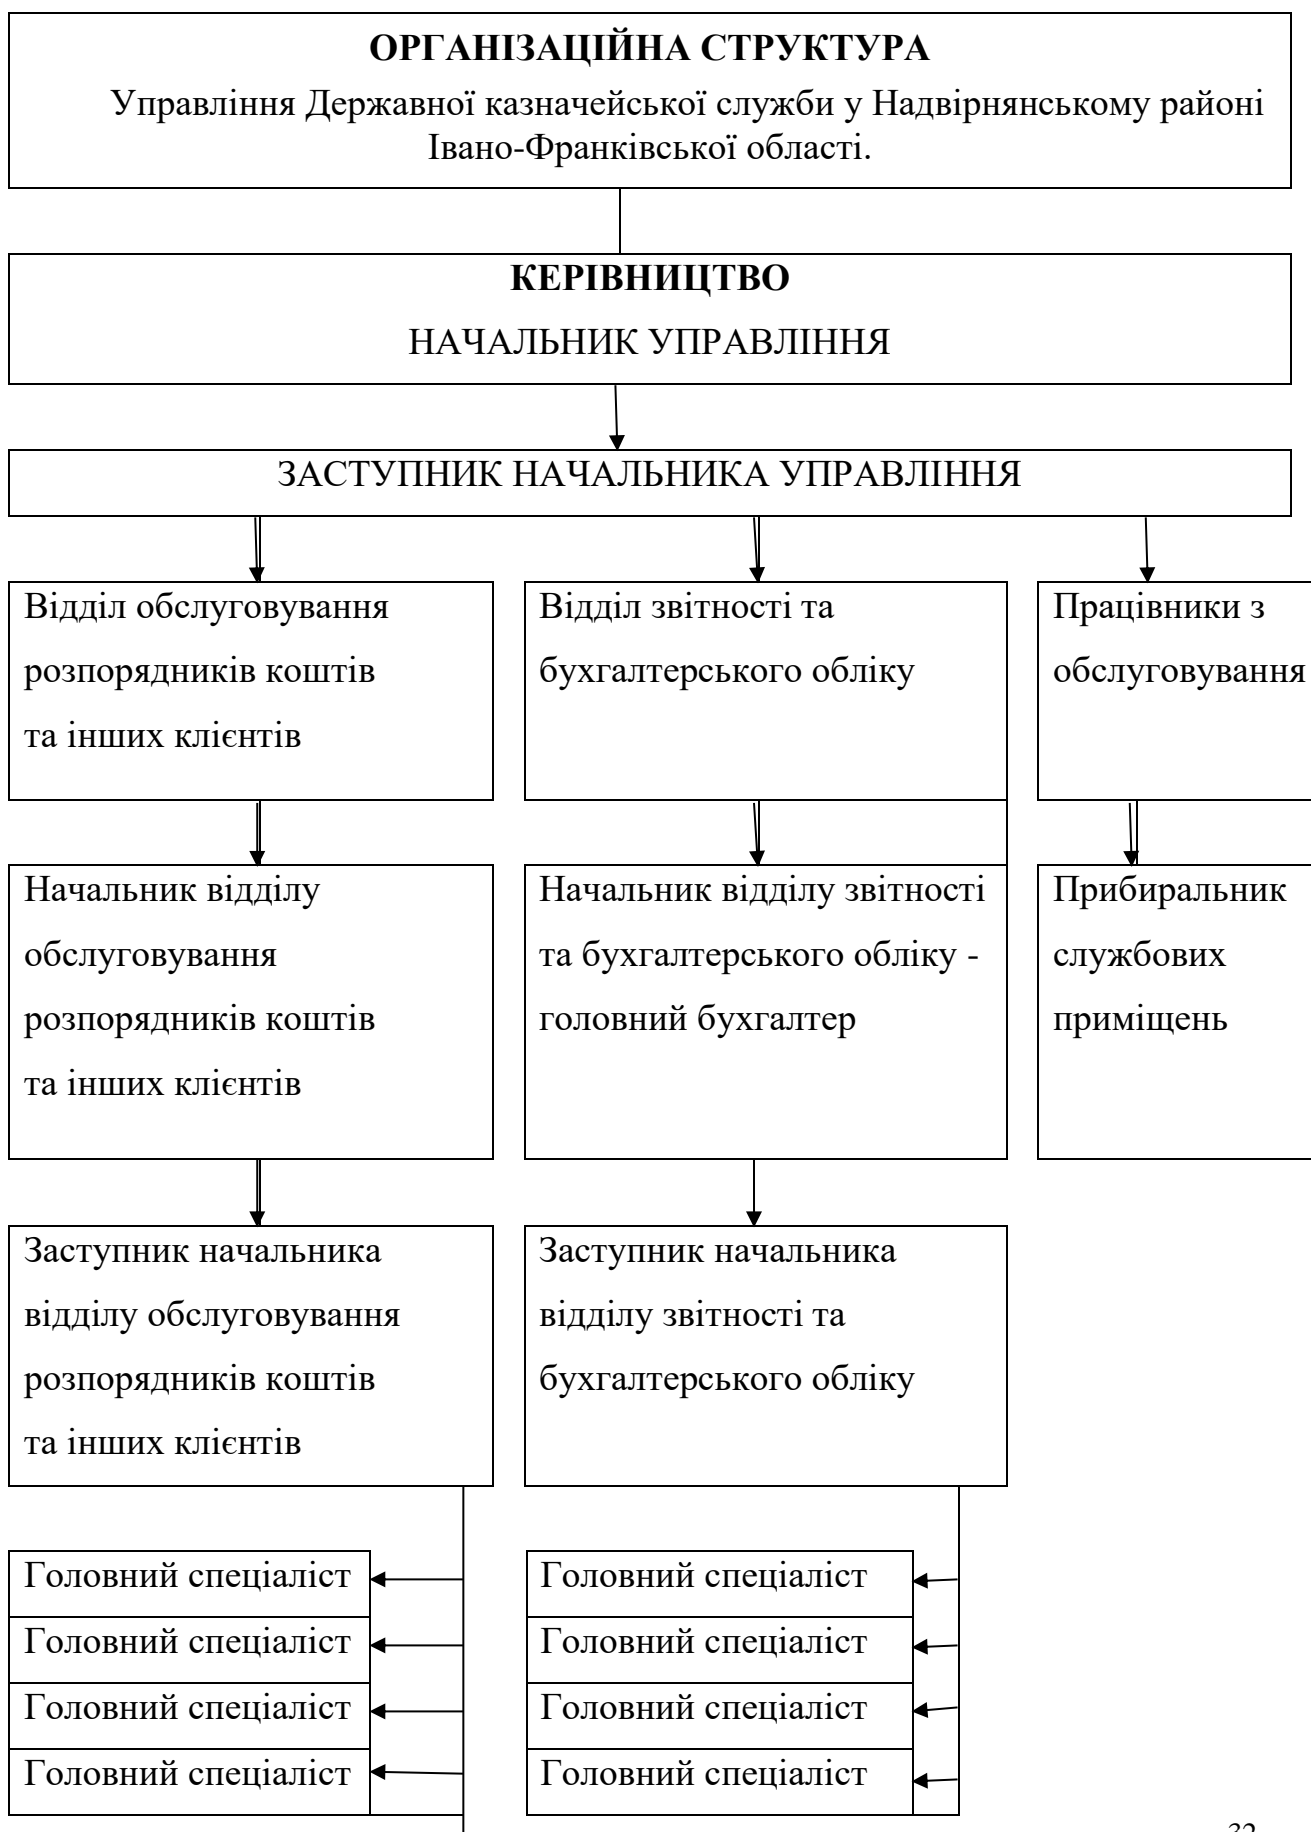 ОРГАНІЗАЦІЙНА СТРУКТУРА
Управління Державної казначейської служби у Надвірнянському районі
Івано-Франківської області.
КЕРІВНИЦТВО
НАЧАЛЬНИК УПРАВЛІННЯ
ЗАСТУПНИК НАЧАЛЬНИКА УПРАВЛІННЯ
Відділ обслуговування
розпорядників коштів
та інших клієнтів
Відділ звітності та
бухгалтерського обліку
Працівники з
обслуговування
Начальник відділу
обслуговування
розпорядників коштів
та інших клієнтів
Начальник відділу звітності
та бухгалтерського обліку -
головний бухгалтер
Прибиральник
службових
приміщень
Заступник начальника
відділу обслуговування
розпорядників коштів
та інших клієнтів
Заступник начальника
відділу звітності та
бухгалтерського обліку
Головний спеціаліст
Головний спеціаліст
Головний спеціаліст
Головний спеціаліст
Головний спеціаліст
Головний спеціаліст
Головний спеціаліст
Головний спеціаліст